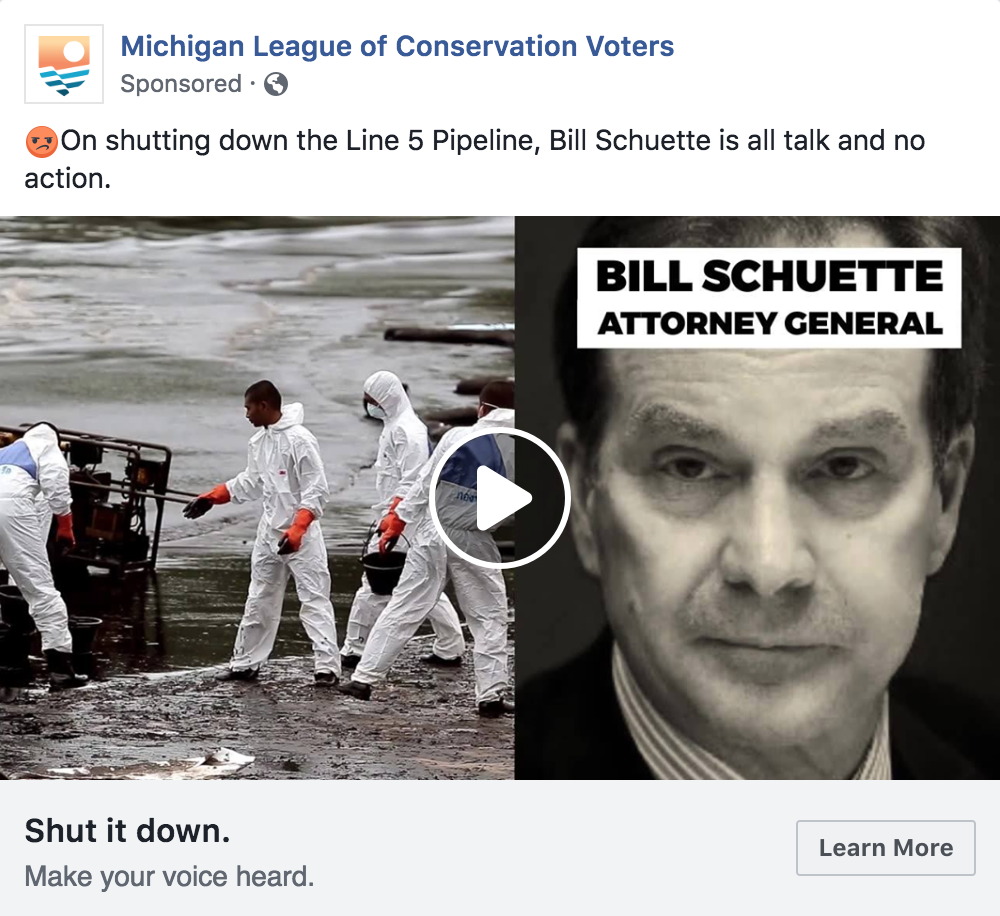 Michigan League of Conservation Voters
Sponsored ·
😡On shutting down the Line 5 Pipeline, Bill Schuette is all talk and no
action.
BILL SCHUETTE
ATTORNEY GENERAL
Shut it down.
Make your voice heard.
Learn More